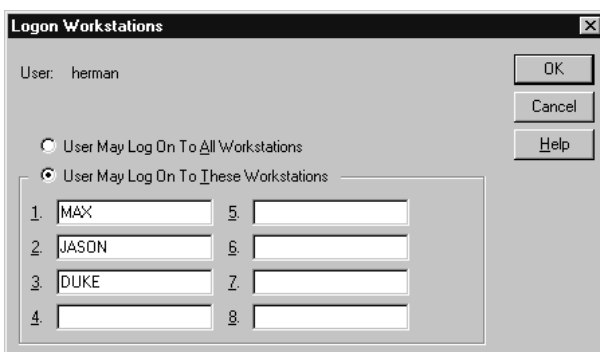 Logon Workstations
User: herman
OK
Cancel
Help
User May Log On To All Workstations
User May Log On To These Workstations
1. MAX 5.
2. JASON 6.
3. DUKE 7.
4. 8.